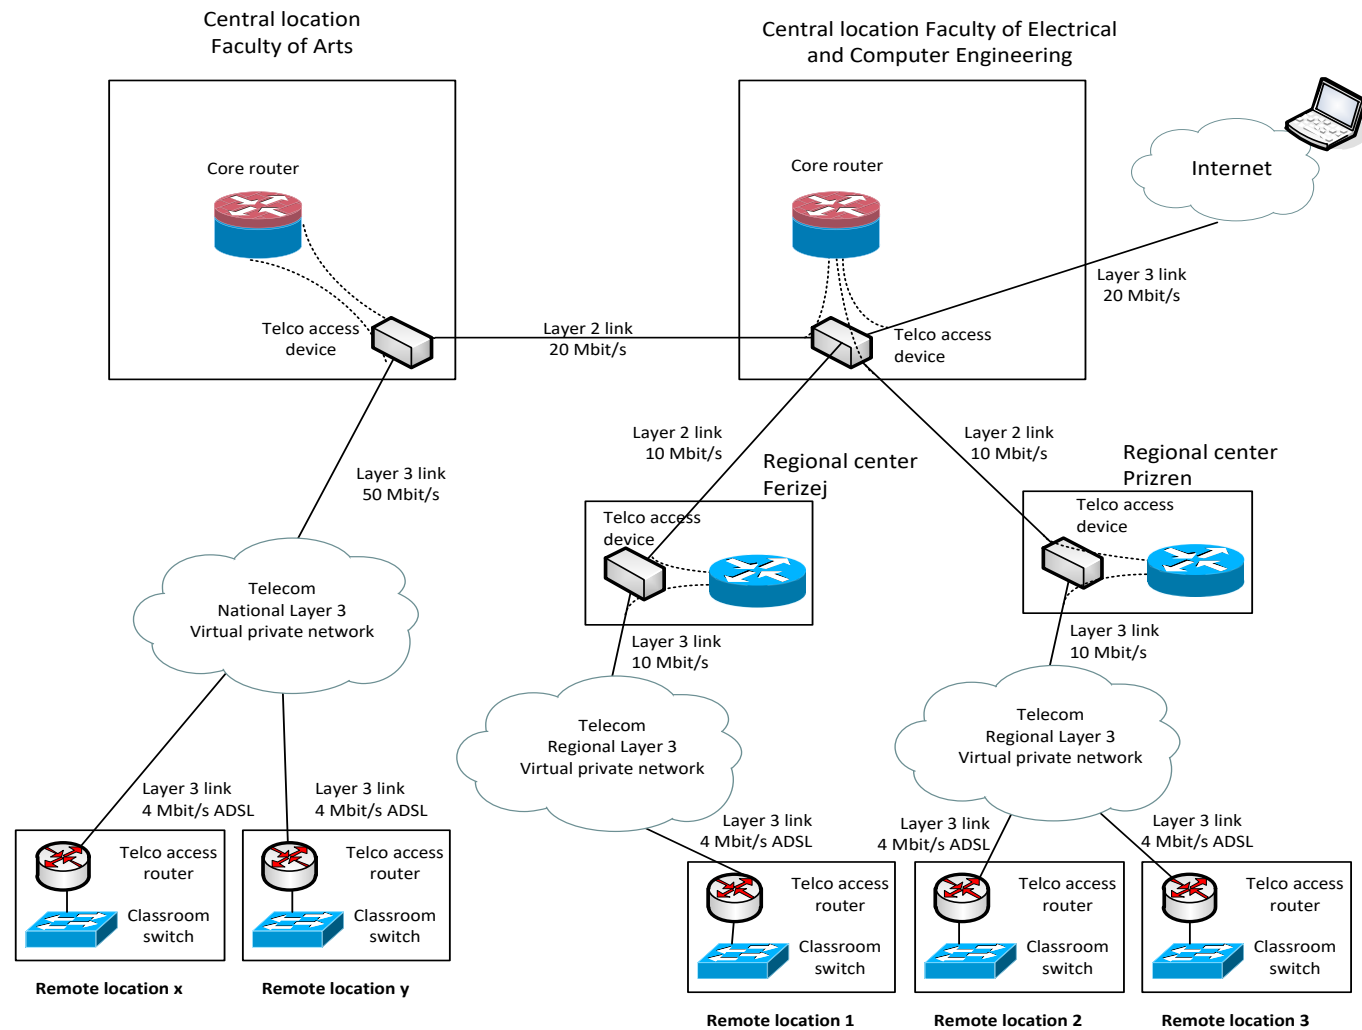 Central location
Faculty of Arts
Central location Faculty of Electrical
and Computer Engineering
Core router
Core router
Internet
Layer 3 link
20 Mbit/s
Telco access
device
Layer 2 link
20 Mbit/s
Telco access
device
Layer 2 link
10 Mbit/s
Layer 2 link
10 Mbit/s
Layer 3 link
50 Mbit/s
Regional center
Ferizej
Regional center
Prizren
Telco access
device
Telco access
device
Telecom
National Layer 3
Virtual private network
Layer 3 link
10 Mbit/s
Layer 3 link
10 Mbit/s
Telecom
Regional Layer 3
Virtual private network
Telecom
Regional Layer 3
Virtual private network
Layer 3 link
4 Mbit/s ADSL
Layer 3 link
4 Mbit/s ADSL
Layer 3 link
4 Mbit/s ADSL
Layer 3 link
4 Mbit/s ADSL
Layer 3 link
4 Mbit/s ADSL
Telco access
router
Classroom
switch
Telco access
router
Classroom
switch
Telco access
router
Classroom
switch
Telco access
router
Classroom
switch
Telco access
router
Classroom
switch
Remote location x
Remote location y
Remote location 1
Remote location 2
Remote location 3